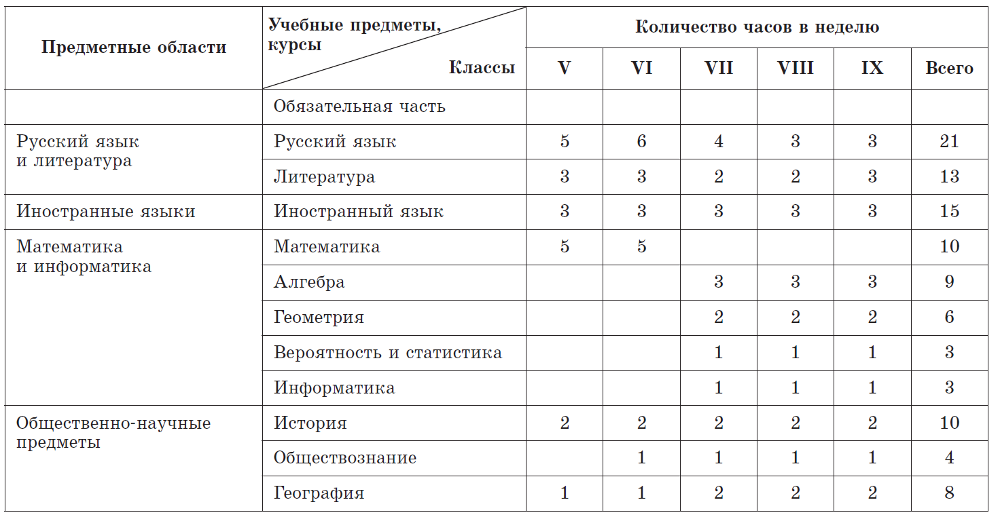 Предметные области
Учебные предметы,
курсы
Классы
Количество часов в неделю
V VI VII VIII IX Всего
Обязательная часть
Русский язык
и литература
Русский язык 5 6 4 3 3 21
Литература 3 3 2 2 3 13
Иностранные языки Иностранный язык 3 3 3 3 3 15
Математика
и информатика
Математика 5 5 10
Алгебра 3 3 3 9
Геометрия 2 2 2 6
Вероятность и статистика 1 1 1 3
Информатика 1 1 1 3
Общественно-научные
предметы
История 2 2 2 2 2 10
Обществознание 1 1 1 1 4
География 1 1 2 2 2 8